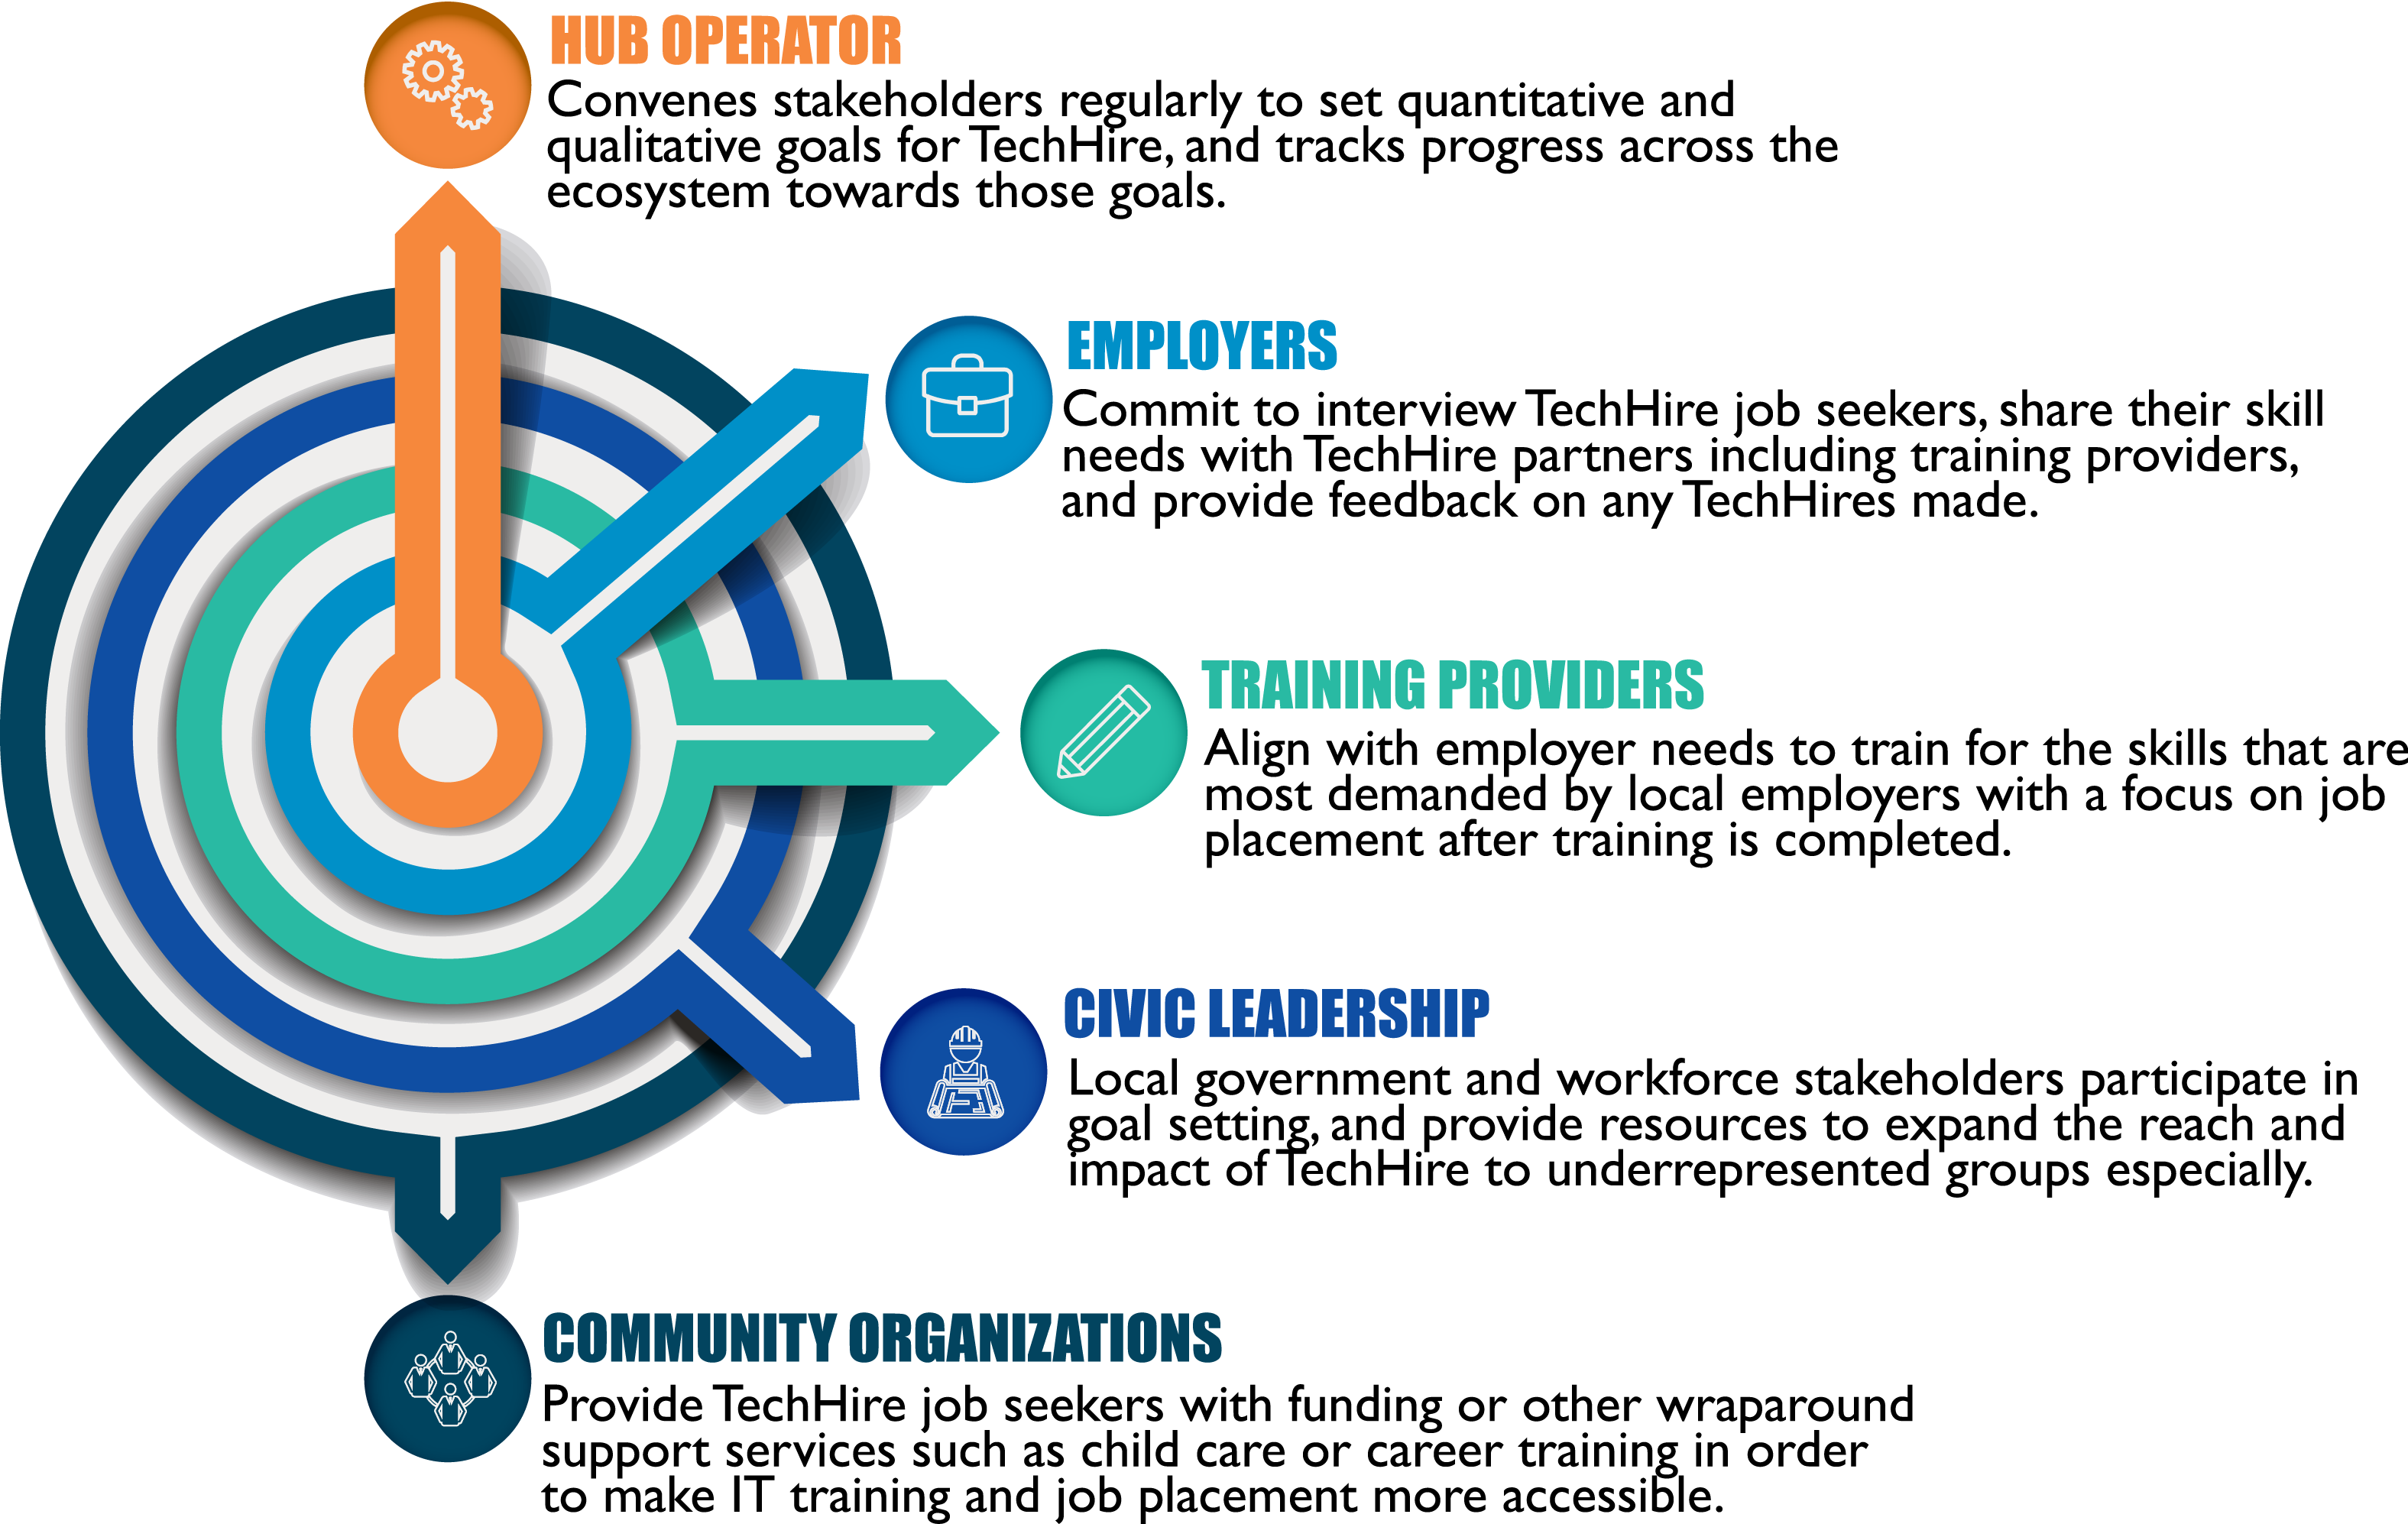 HUB OPERATOR
Convenes stakeholders regularly to set quantitative and
qualitative goals for TechHire, and tracks progress across the
ecosystem towards those goals.
EMPLOYERS
Commit to interview TechHire job seekers, share their skill
needs with TechHire partners including training providers,
and provide feedback on any TechHires made.
TRAINING PROVIDERS
Align with employer needs to train for the skills that are
most demanded by local employers with a focus on job
placement after training is completed.
CIVIC LEADERSHIP
Local government and workforce stakeholders participate in
goal setting, and provide resources to expand the reach and
impact of TechHire to underrepresented groups especially.
COMMUNITY ORGANIZATIONS
Provide TechHire job seekers with funding or other wraparound
support services such as child care or career training in order
to make IT training and job placement more accessible.